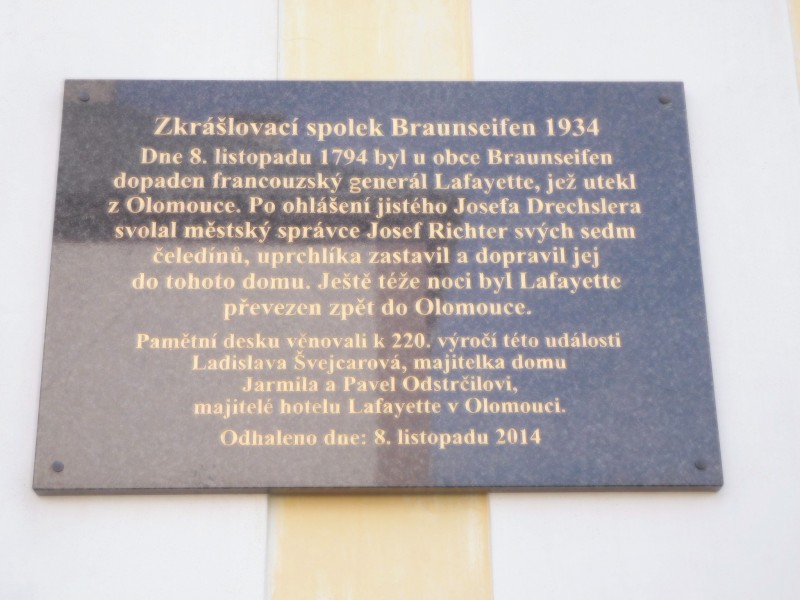 Zkrášlovací spolek Braunseifen 1934
Dne 8. listopadu 1794 byl u obce Braunseifen
dopaden francouzský generál Lafayette, jež utekl
z Olomouce. Po ohlášení jistého Josefa Drechslera
svolal městský správce Josef Richter svých sedm
čeledínů, uprchlíka zastavil a dopravil jej
do tohoto domu. Ještě téže noci byl Lafayette
převezen zpět do Olomouce.
Pamětní desku věnovali k 220. výročí této události
Ladislava Švejcarová, majitelka domu
Jarmila a Pavel Odstrčilovi,
majitelé hotelu Lafayette v Olomouci.
Odhaleno dne: 8. listopadu 2014